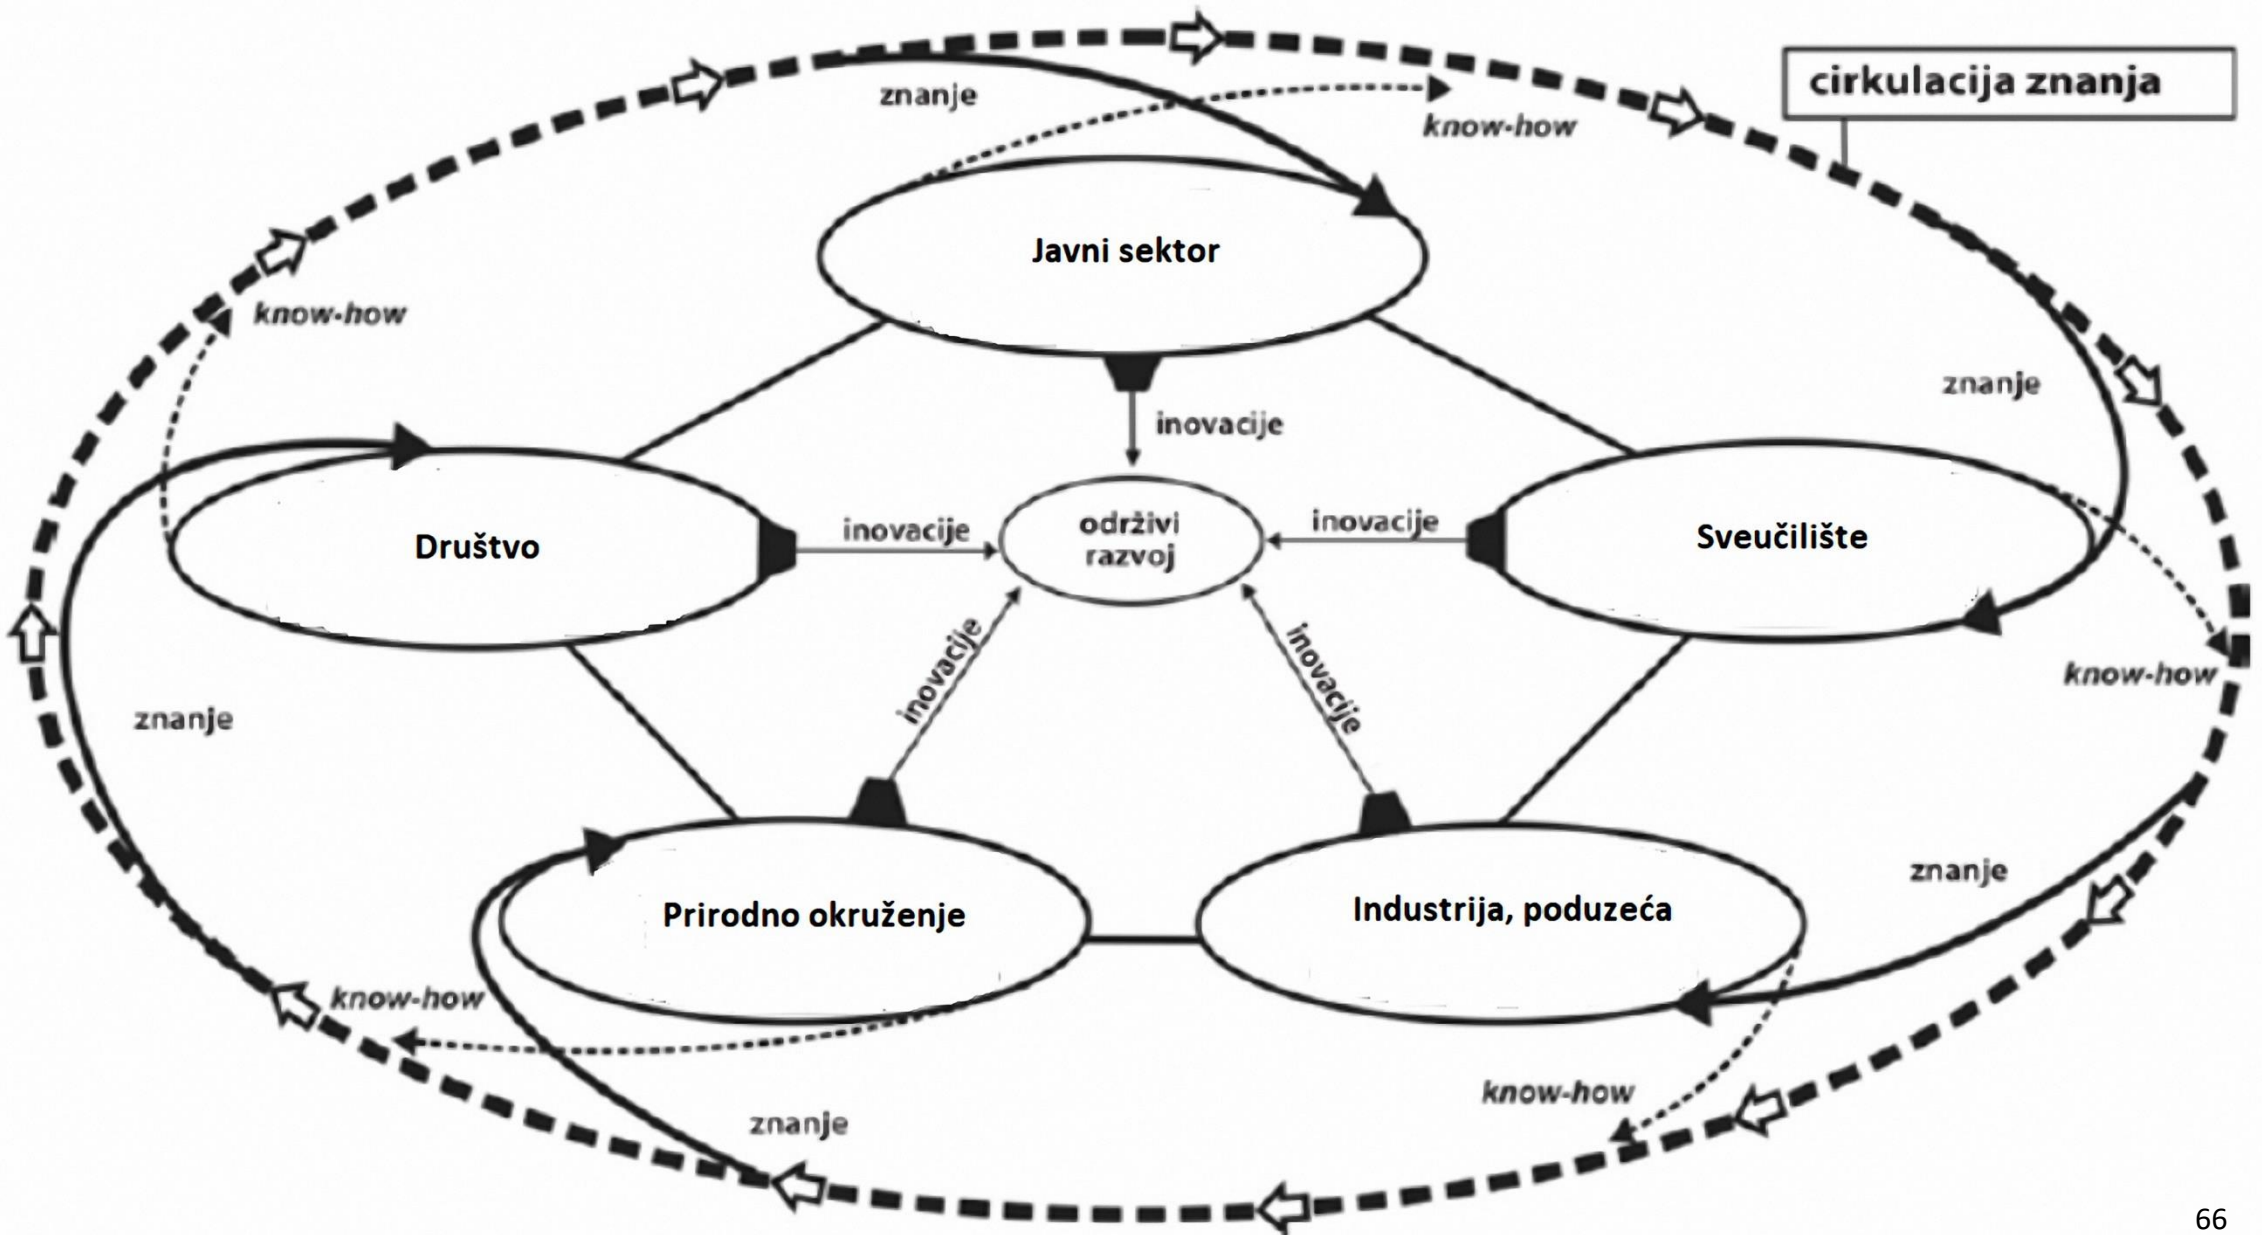 cirkulacija znanja
znanje
know-how
Javni sektor
know-how
znanje
inovacije
Društvo
inovacije
održivi
razvoj
inovacije
Sveučilište
inovacije
inovacije
know-how
znanje
znanje
Prirodno okruženje
Industrija, poduzeća
know-how
know-how
znanje
66